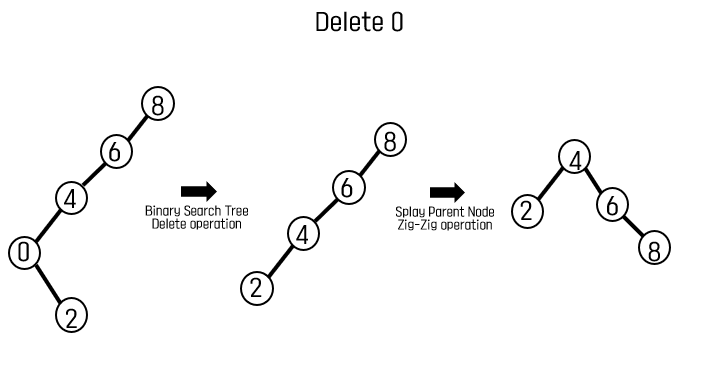 Delete 0
8
6
4
0
2
Binary Search Tree
Delete operation
8
6
4
2
Splay Parent Node
Zig-Zig operation
4
2
6
8